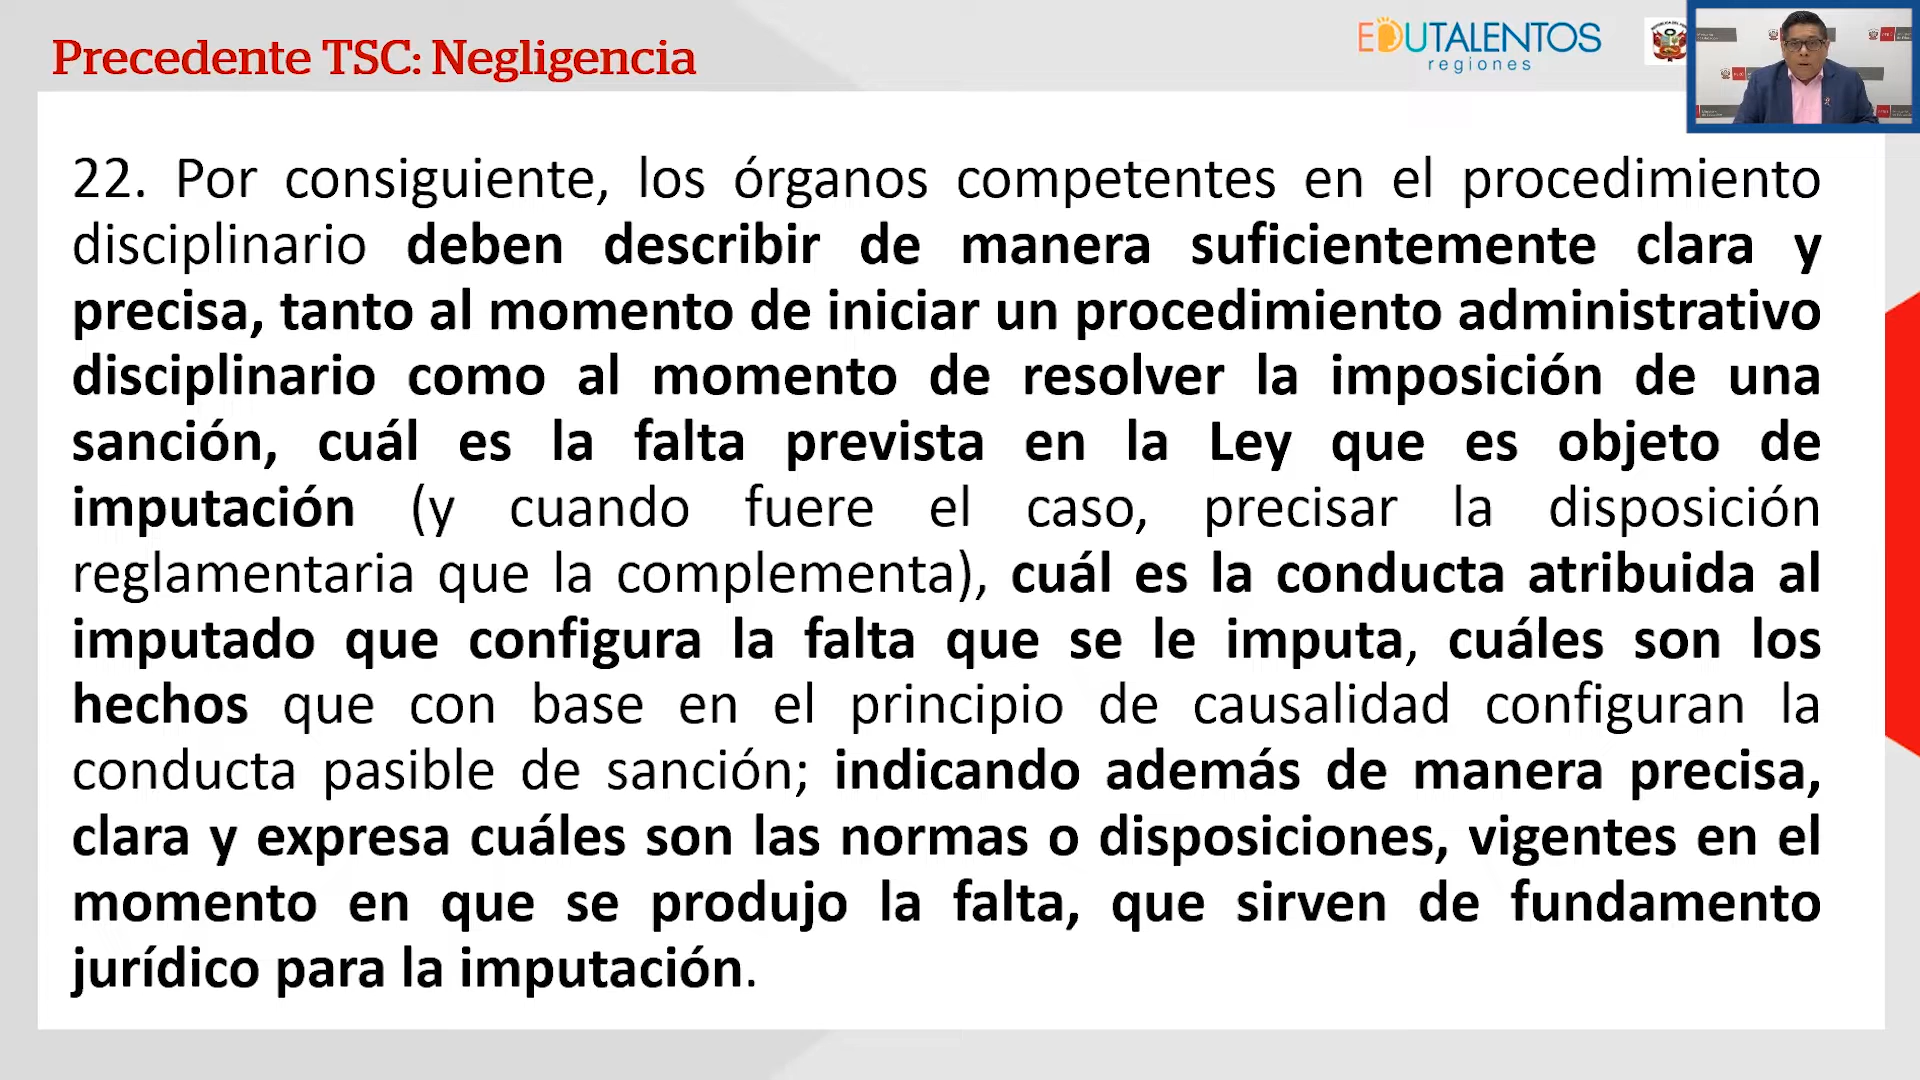 Precedente TSC: Negligencia
EDUTALENTOS
regiones
22. Por consiguiente, los órganos competentes en el procedimiento
disciplinario deben describir de manera suficientemente clara y
precisa, tanto al momento de iniciar un procedimiento administrativo
disciplinario como al momento de resolver la imposición de una
sanción, cuál es la falta prevista en la Ley que es objeto de
imputación (y cuando fuere el caso, precisar la disposición
reglamentaria que la complementa), cuál es la conducta atribuida al
imputado que configura la falta que se le imputa, cuáles son los
hechos que con base en el principio de causalidad configuran la
conducta pasible de sanción; indicando además de manera precisa,
clara y expresa cuáles son las normas o disposiciones, vigentes en el
momento en que se produjo la falta, que sirven de fundamento
jurídico para la imputación.